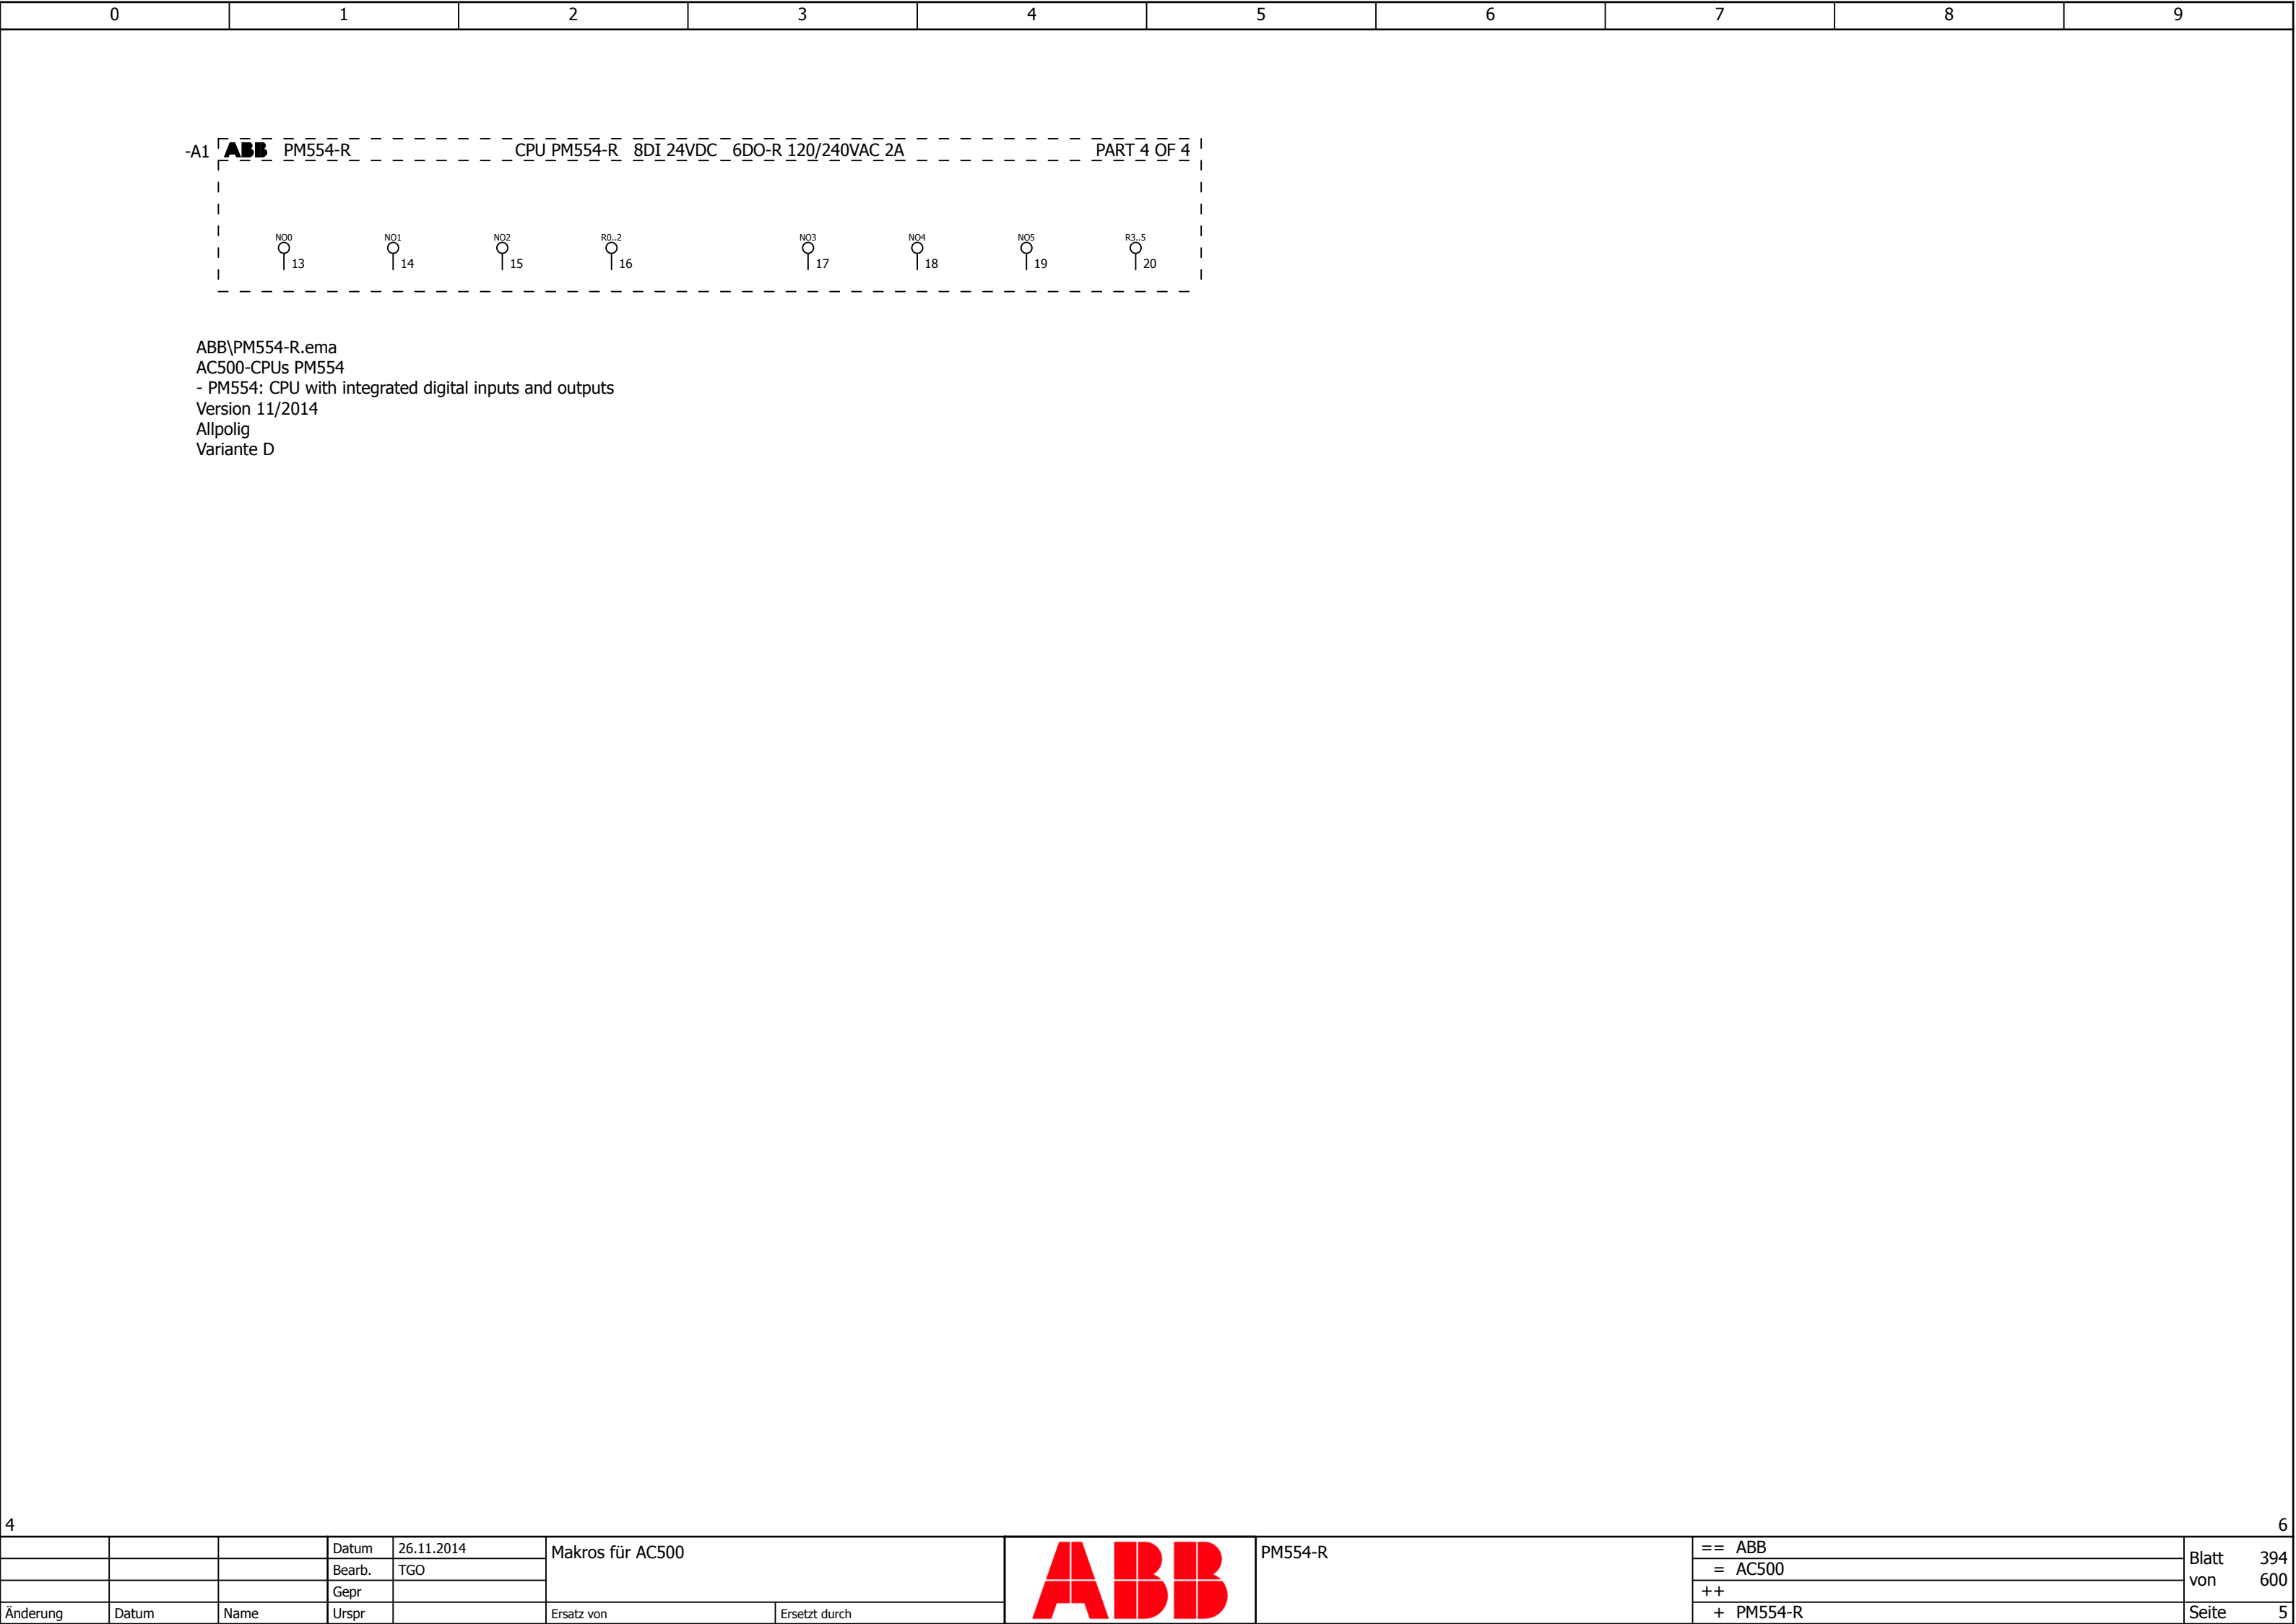 0 1 2 3 4 5 6 7 8 9
-A1 ABB PM554-R CPU PM554-R 8DI 24VDC 6DO-R 120/240VAC 2A PART 4 OF 4
NO0 NO1 NO2 R0..2 NO3 NO4 NO5 R3..5
13 14 15 16 17 18 19 20
ABB\PM554-R.ema
AC500-CPUs PM554
- PM554: CPU with integrated digital inputs and outputs
Version 11/2014
Allpolig
Variante D
4 6
Datum 26.11.2014 Makros für AC500 ABB PM554-R == ABB Blatt 394
Bearb. TGO = AC500
Gepr ++ von 600
Änderung Datum Name Urspr Ersatz von Ersetzt durch + PM554-R Seite 5